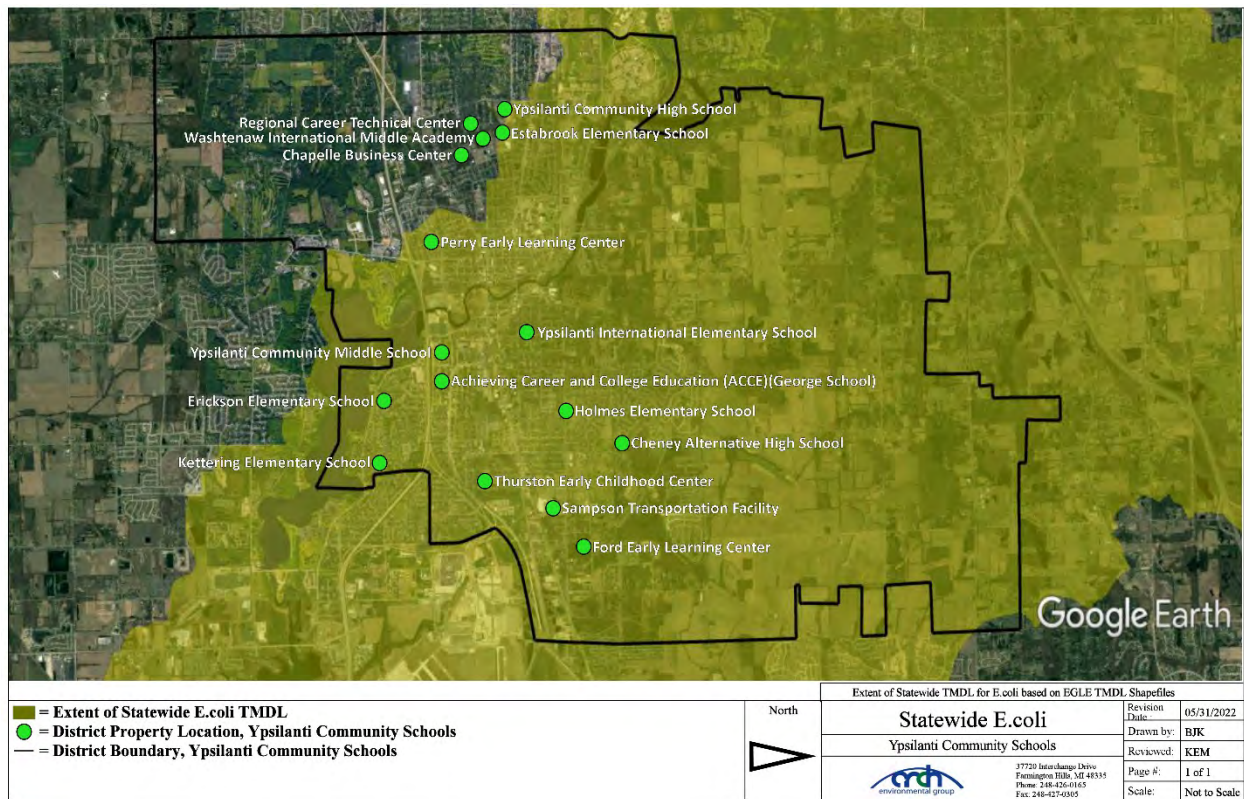 Ypsilanti Community High School
Regional Career Technical Center
Estabrook Elementary School
Washtenaw International Middle Academy
Chapelle Business Center
Perry Early Learning Center
Ypsilanti International Elementary School
Ypsilanti Community Middle School
Achieving Career and College Education (ACCE)(George School)
Erickson Elementary School
Holmes Elementary School
Cheney Alternative High School
Kettering Elementary School
Thurston Early Childhood Center
Sampson Transportation Facility
Ford Early Learning Center
Google Earth
= Extent of Statewide E.coli TMDL
= District Property Location, Ypsilanti Community Schools
= District Boundary, Ypsilanti Community Schools
North
Extent of Statewide TMDL for E.coli based on EGLE TMDL Shapefiles
Statewide E.coli
Ypsilanti Community Schools
environmental group
37720 Interchange Drive
Farmington Hills, MI 48335
Phone: 248-426-0165
Fax: 248-427-0305
Revision Date: 05/31/2022
Drawn by: BJK
Reviewed: KEM
Page #: 1 of 1
Scale: Not to Scale